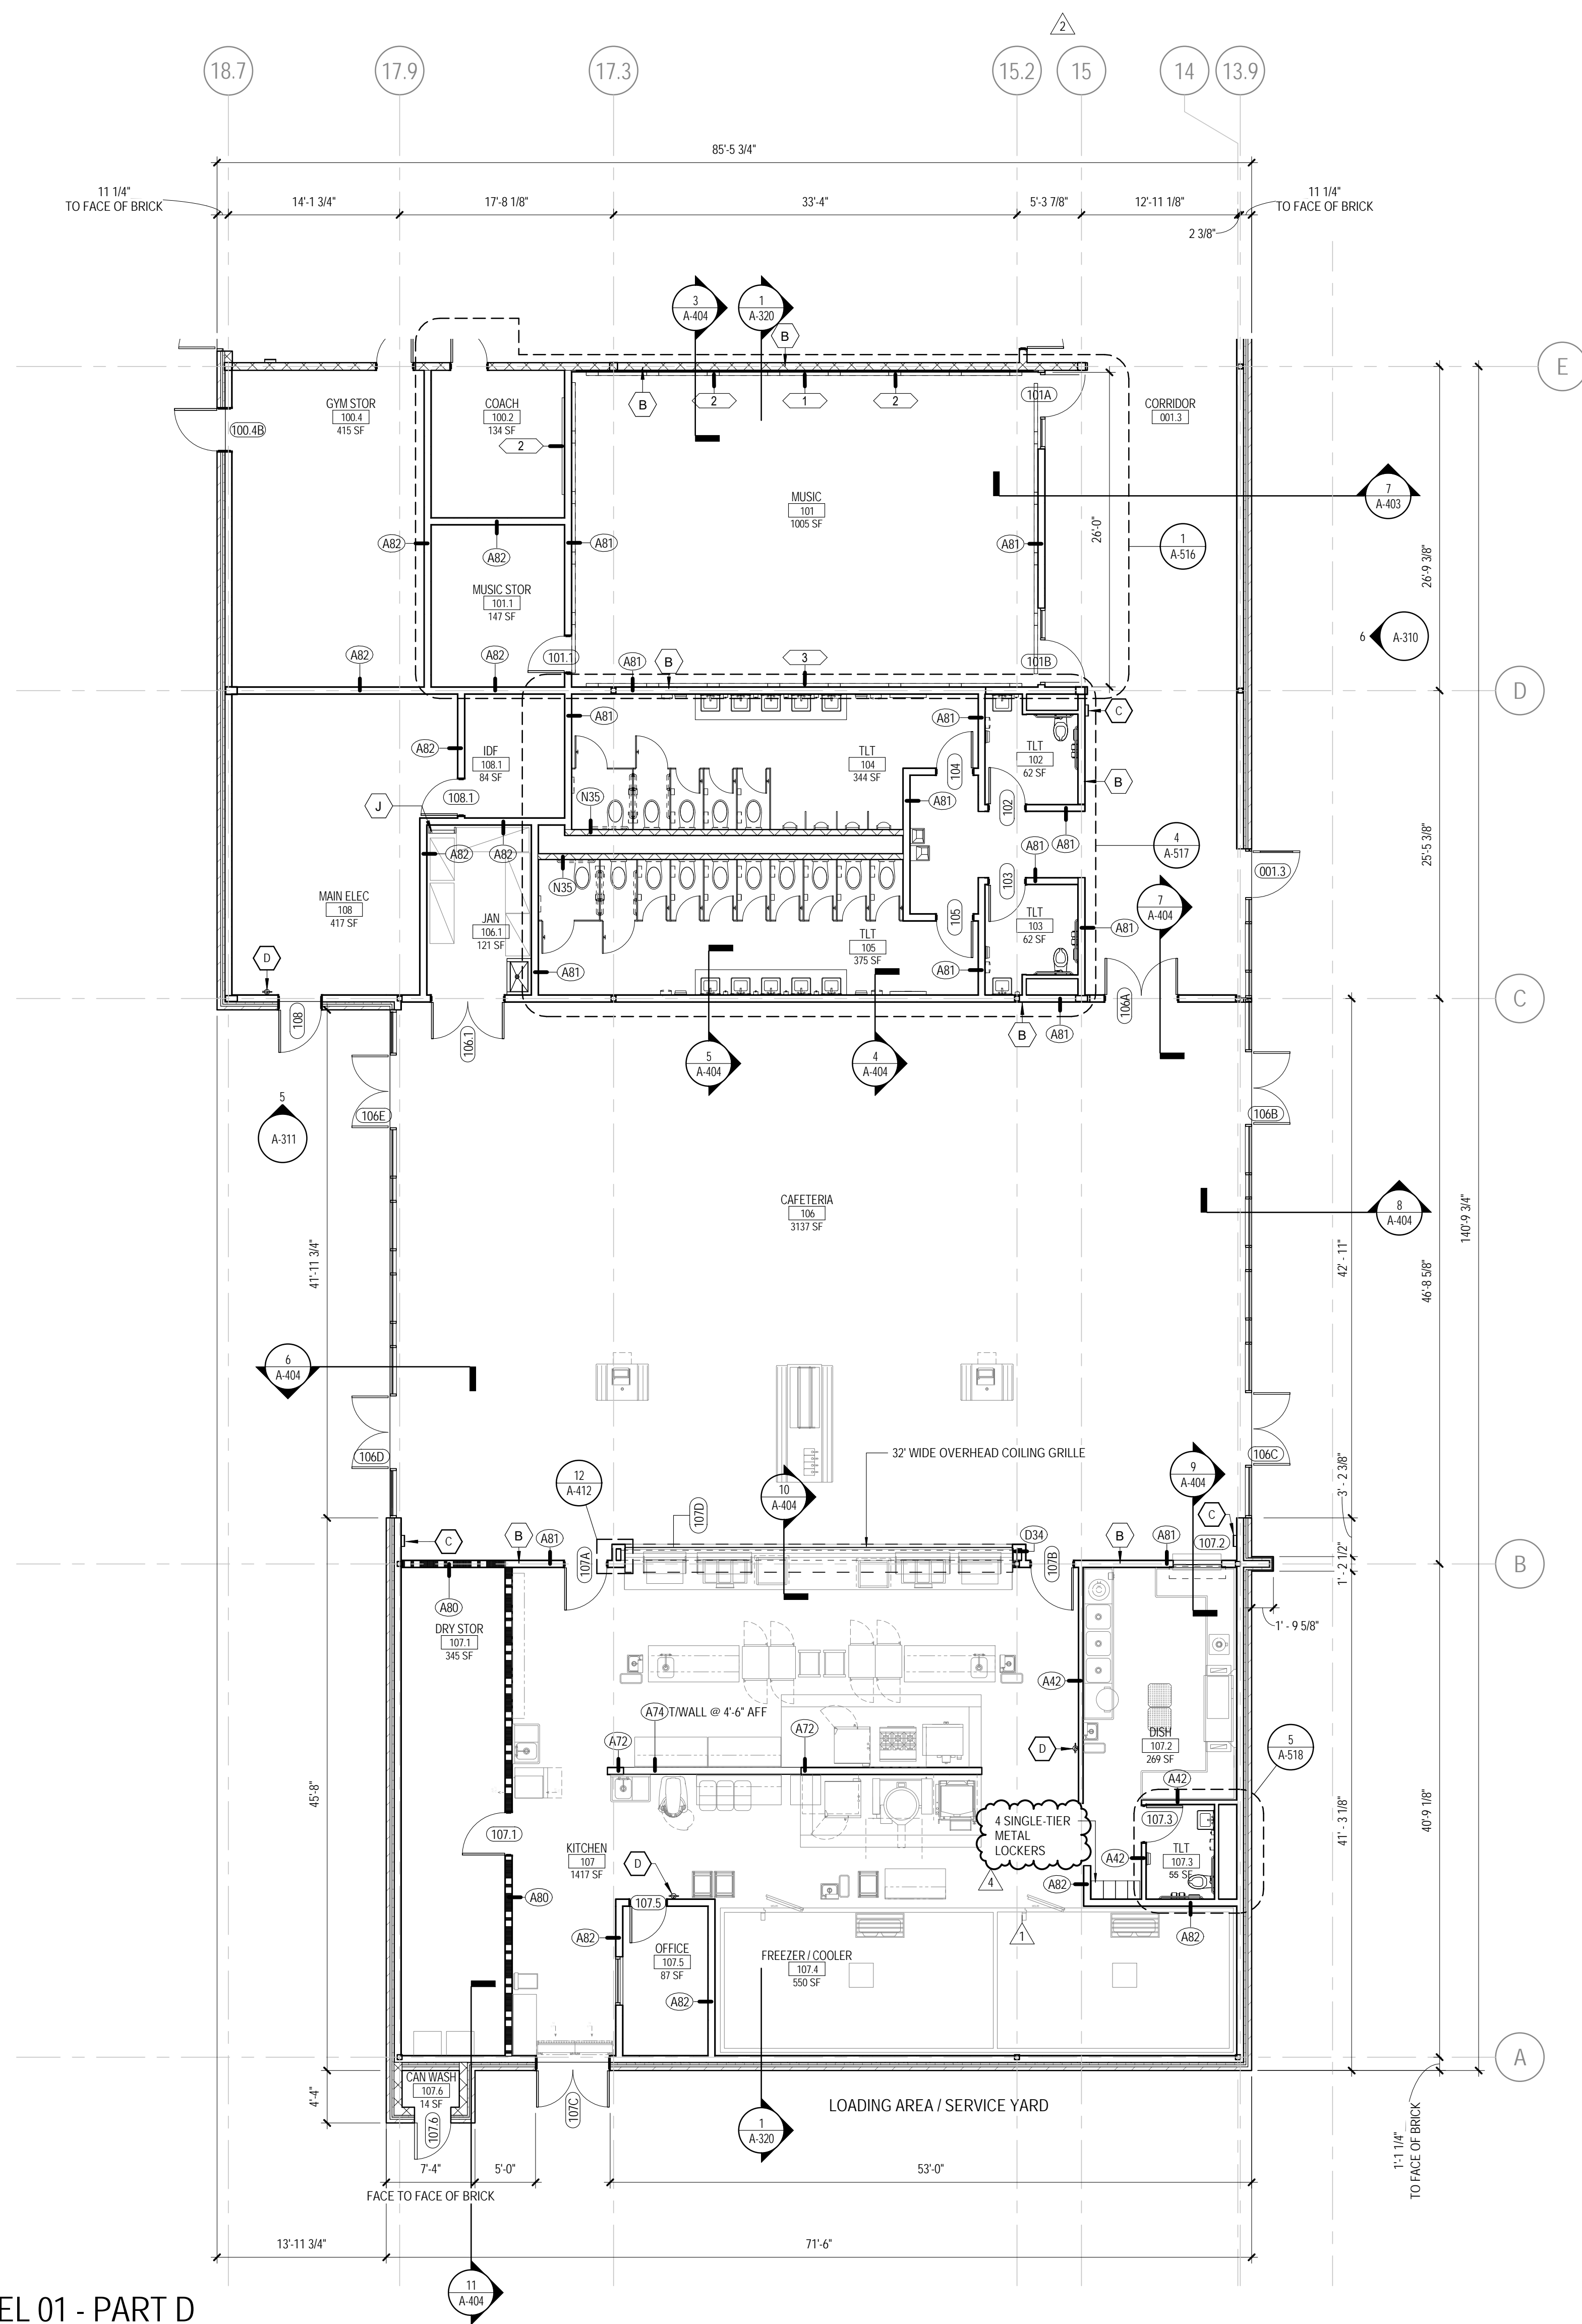 2
18.7
17.9
17.3
15.2
15
14
13.9
85'-5 3/4"
11 1/4"
TO FACE OF BRICK
14'-1 3/4"
17'-8 1/8"
33'-4"
5'-3 7/8"
12'-11 1/8"
11 1/4"
TO FACE OF BRICK
2 3/8"
3
A-404
1
A-320
B
E
B
2
1
2
101A
GYM STOR
100.4
415 SF
COACH
100.2
134 SF
CORRIDOR
001.3
100.4B
2
MUSIC
101
1005 SF
7
A-403
26'-0"
1
A-516
A82
A82
A81
A81
26'-9 3/8"
MUSIC STOR
101.1
147 SF
6
A-310
A82
A82
101.1
A81
B
3
101B
D
A81
A81
C
A82
IDF
108.1
84 SF
TLT
104
344 SF
104
TLT
102
62 SF
B
J
108.1
N35
A81
102
A82
A82
A81
A81
4
A-517
25'-5 3/8"
N35
103
001.3
MAIN ELEC
108
417 SF
JAN
106.1
121 SF
105
7
A-404
TLT
105
375 SF
TLT
103
62 SF
A81
D
A81
A81
C
108
106.1
B
A81
106A
5
A-404
4
A-404
5
A-311
106E
106B
CAFETERIA
106
3137 SF
8
A-404
140'-9 3/4"
41'-11 3/4"
42' - 11"
46'-8 5/8"
6
A-404
106D
106C
32' WIDE OVERHEAD COILING GRILLE
12
A-412
10
A-404
9
A-404
3' - 2 3/8"
107D
C
B
A81
107A
D34
107B
B
A81
C
107.2
B
1' - 2 1/2"
A80
DRY STOR
107.1
345 SF
1' - 9 5/8"
A42
A74
T/WALL @ 4'-6" AFF
A72
A72
D
DISH
107.2
269 SF
5
A-518
45'-8"
A42
41'- 3 1/8"
40'-9 1/8"
4 SINGLE-TIER
METAL
LOCKERS
107.3
107.1
KITCHEN
107
1417 SF
D
A42
TLT
107.3
55 SF
4
A82
A80
107.5
1
A82
OFFICE
107.5
87 SF
FREEZER / COOLER
107.4
550 SF
A82
A82
A
CAN WASH
107.6
14 SF
4'-4"
107.6
107C
LOADING AREA / SERVICE YARD
1
A-320
1'-1 1/4"
TO FACE OF BRICK
7'-4"
5'-0"
53'-0"
FACE TO FACE OF BRICK
13'-11 3/4"
71'-6"
11
A-404
EL 01 - PART D